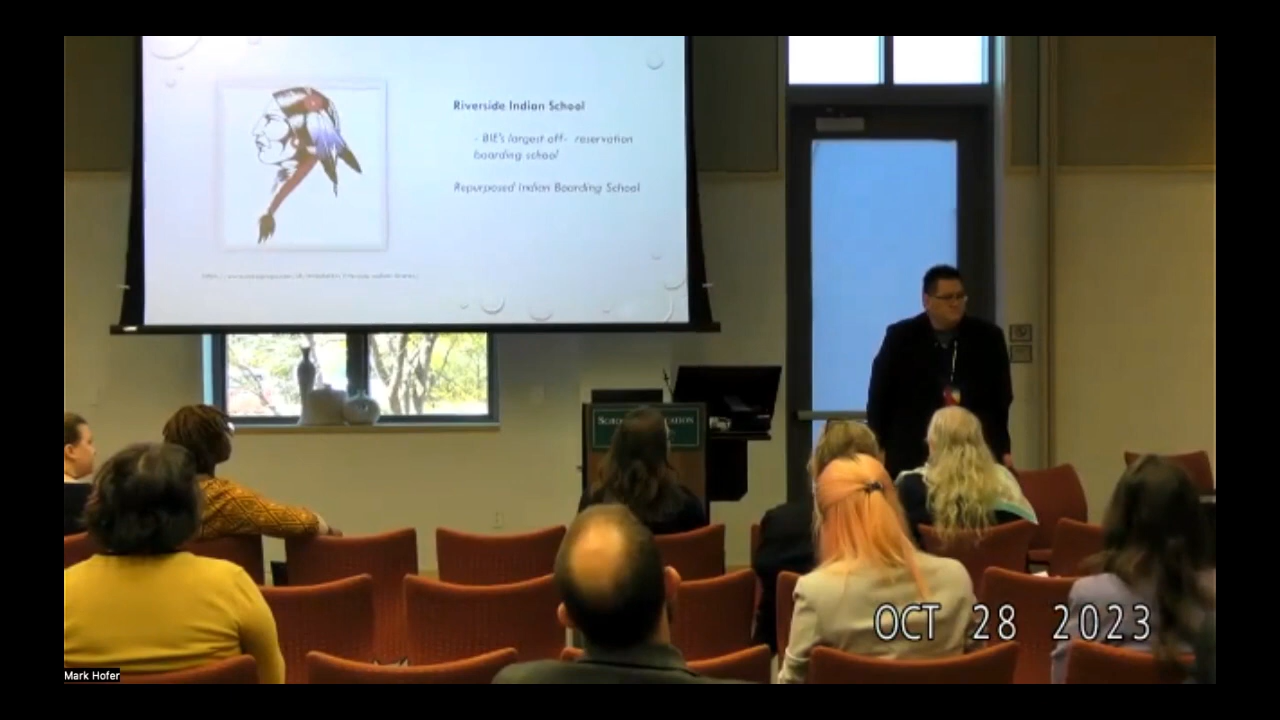 Riverside Indian School
- BIE's largest off- reservation
boarding school
Repurposed Indian Boarding School
OCT 28 2023
Mark Hofer